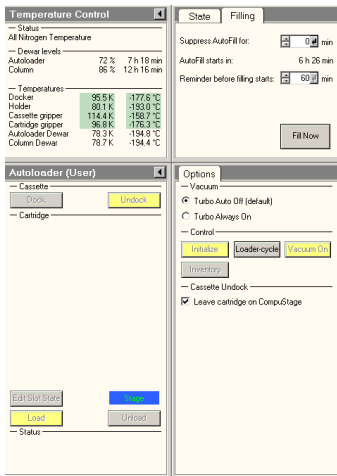 Temperature Control
Status
All Nitrogen Temperature
Dewar levels
Autoloader 72 % 7 h 18 min
Column 86 % 12 h 16 min
Temperatures
Docker 95.5 K -177.6 °C
Holder 80.1 K -193.0 °C
Cassette gripper 114.4 K -158.7 °C
Cartridge gripper 96.8 K -176.3 °C
Autoloader Dewar 78.3 K -194.8 °C
Column Dewar 78.7 K -194.4 °C
State Filling
Suppress AutoFill for: 0 min
AutoFill starts in: 6 h 26 min
Reminder before filling starts: 60 min
Fill Now
Autoloader (User)
Cassette
Dock Undock
Cartridge
Edit Slot State Stage
Load Unload
Status
Options
Vacuum
Turbo Auto Off (default)
Turbo Always On
Control
Initialize Loader-cycle Vacuum On
Inventory
Cassette Undock
Leave cartridge on CompuStage